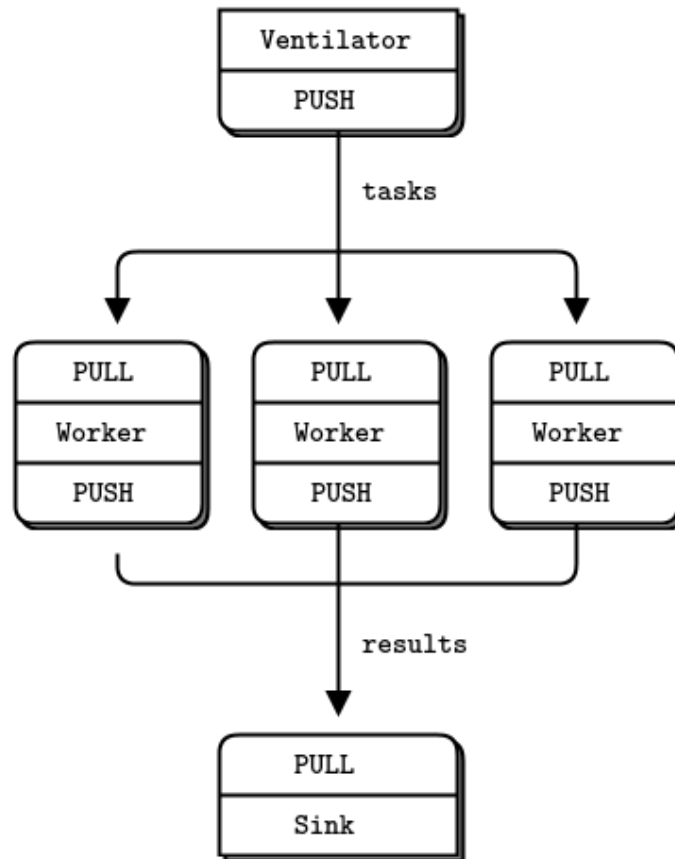 Ventilator
PUSH
tasks
PULL PULL PULL
Worker Worker Worker
PUSH PUSH PUSH
results
PULL
Sink